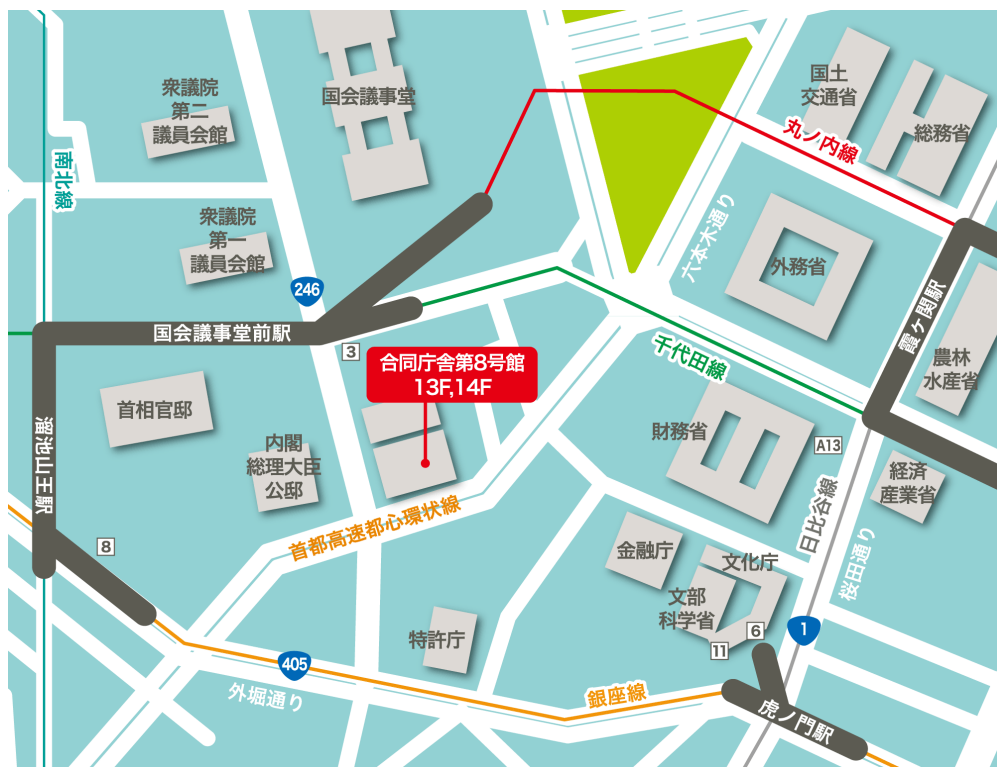 国会議事堂
国土
交通省
総務省
丸ノ内線
衆議院
第二
議員会館
南北線
衆議院
第一
議員会館
六本木通り
外務省
246
国会議事堂前駅
3
霞ヶ関駅
千代田線
農林
水産省
合同庁舎第8号館
13F,14F
首相官邸
内閣
総理大臣
公邸
財務省
A13
経済
産業省
溜池山王駅
首都高速都心環状線
日比谷線
桜田通り
8
金融庁
文化庁
文部
科学省
特許庁
6
11
1
405
外堀通り
銀座線
虎ノ門駅